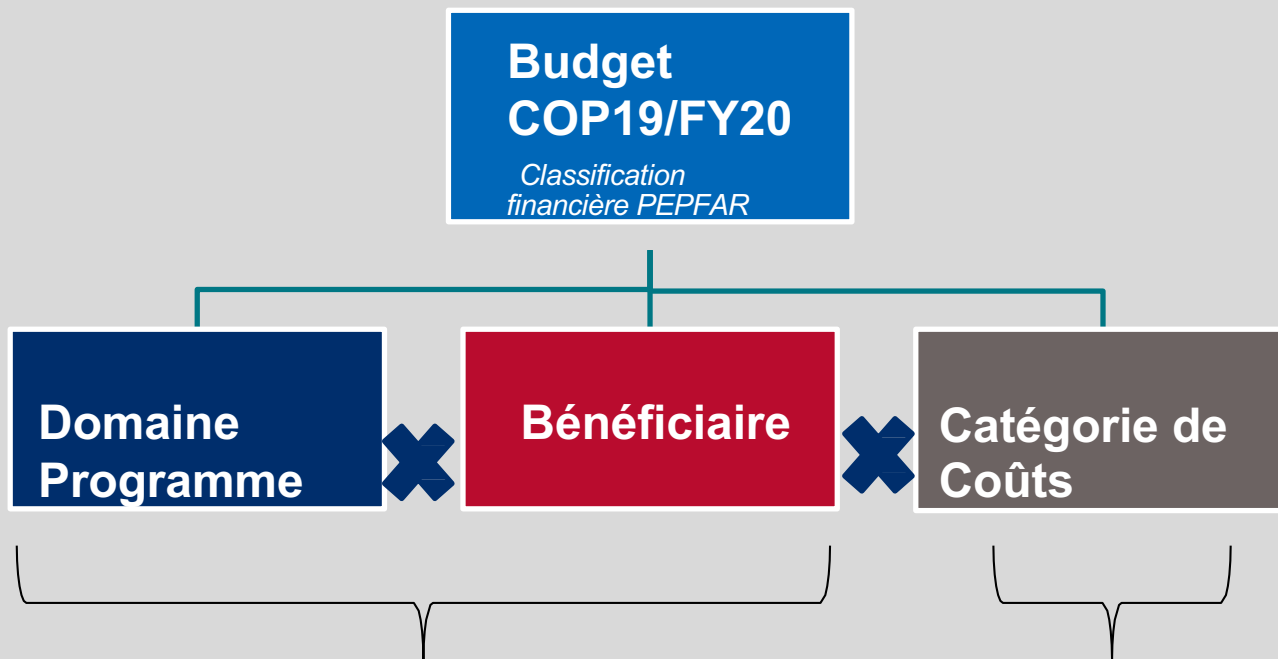 Budget
COP19/FY20
Classification
financière PEPFAR
Domaine
Programme
Bénéficiaire
Catégorie de
Coûts